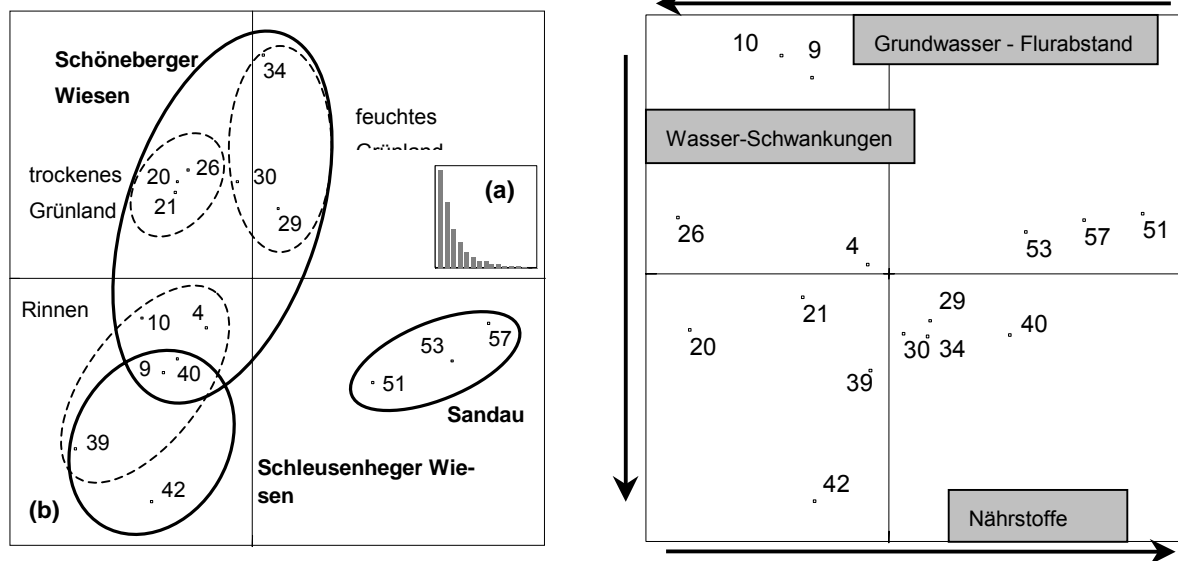 Schöneberger
Wiesen
34
feuchtes
Grünland
(a)
trockenes
Grünland
20
26
21
30
29
Rinnen
10
4
9
40
53
57
51
Sandau
39
Schleusenheger Wie-
sen
42
(b)
Grundwasser - Flurabstand
10
9
Wasser-Schwankungen
26
4
53
57
51
21
29
40
20
30
34
39
42
Nährstoffe